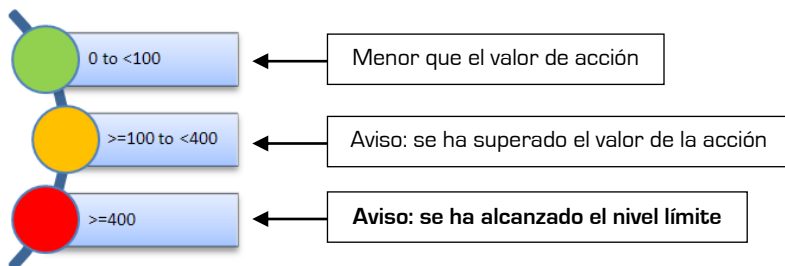 0 to <100
Menor que el valor de acción
>=100 to <400
Aviso: se ha superado el valor de la acción
>=400
Aviso: se ha alcanzado el nivel límite